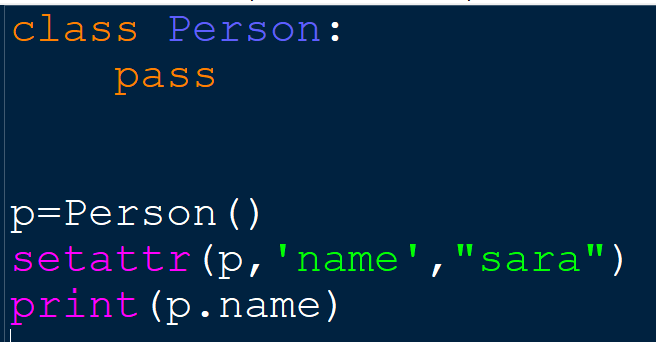 class Person:
    pass
p=Person()
setattr(p,'name',"sara")
print(p.name)